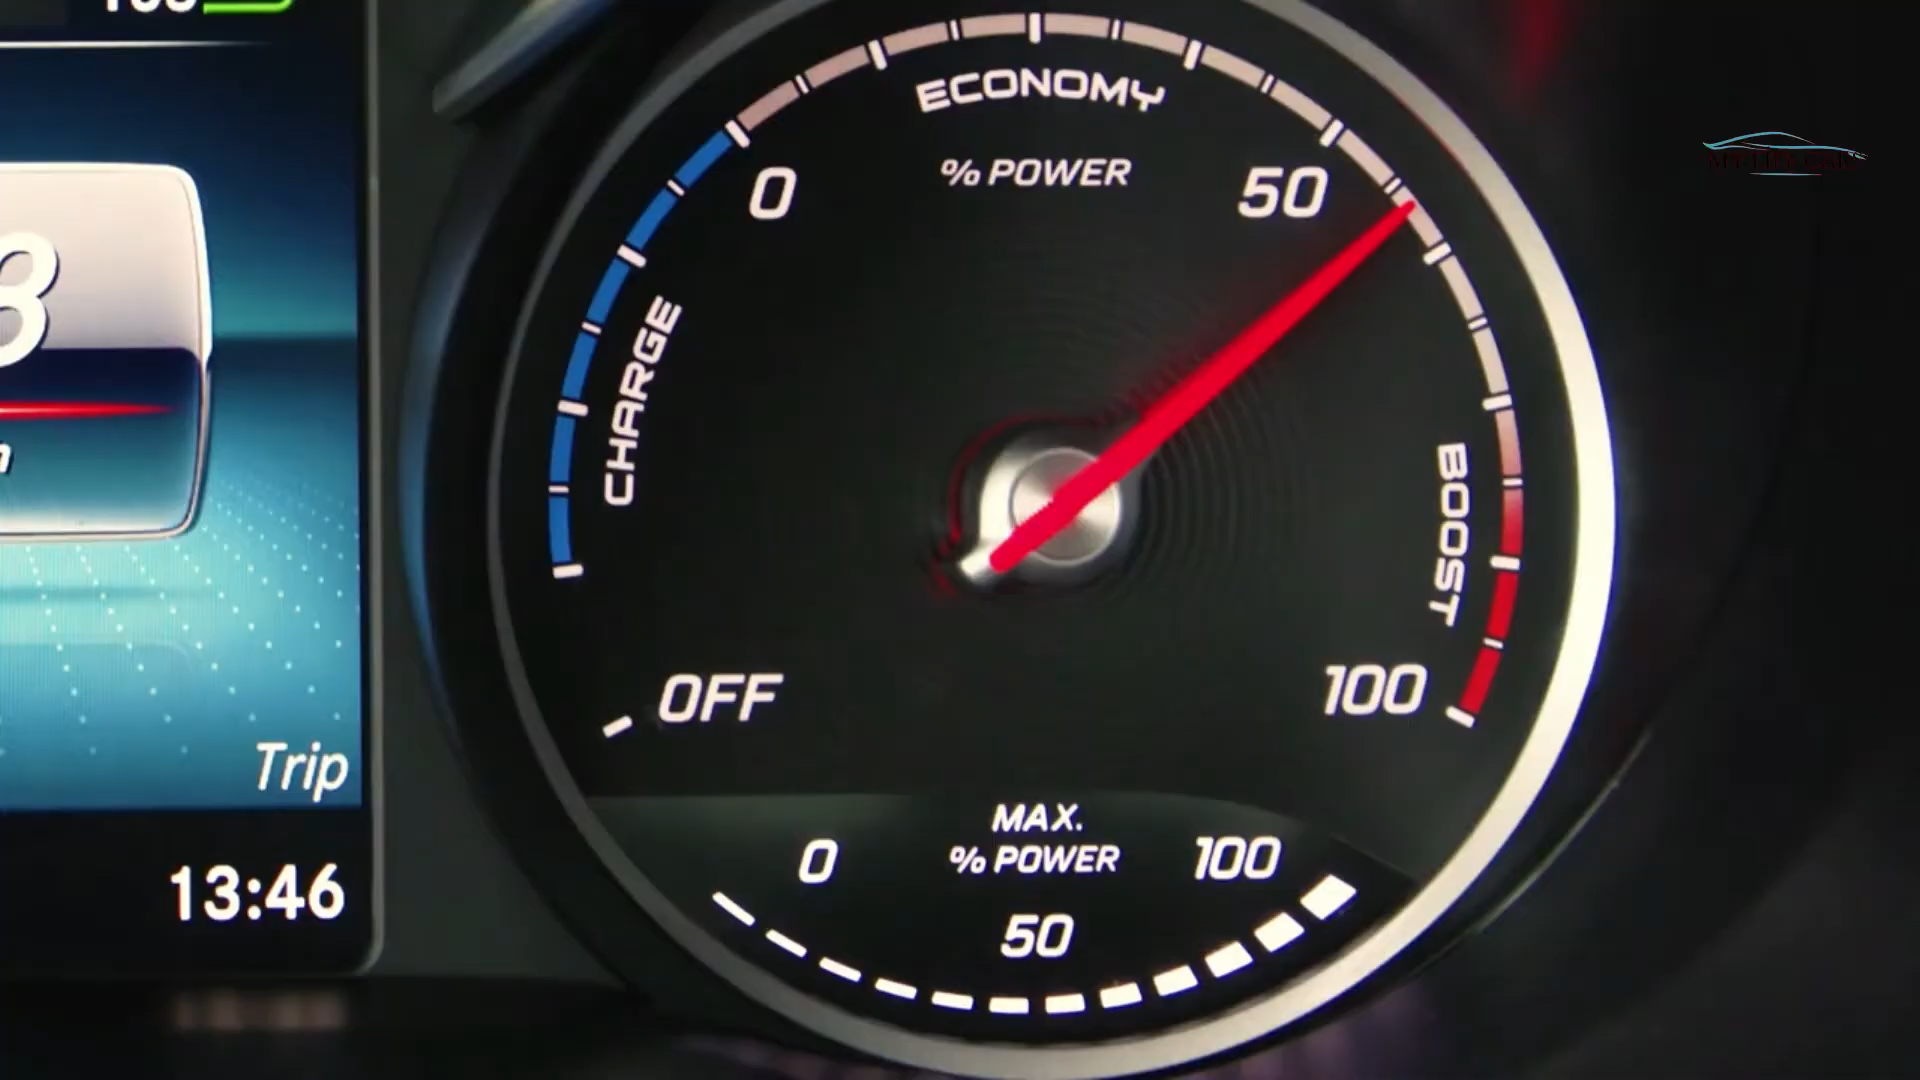 ECONOMY
% POWER
0
50
CHARGE
BOOST
OFF
100
Trip
MAX.
% POWER
0
100
50
13:46